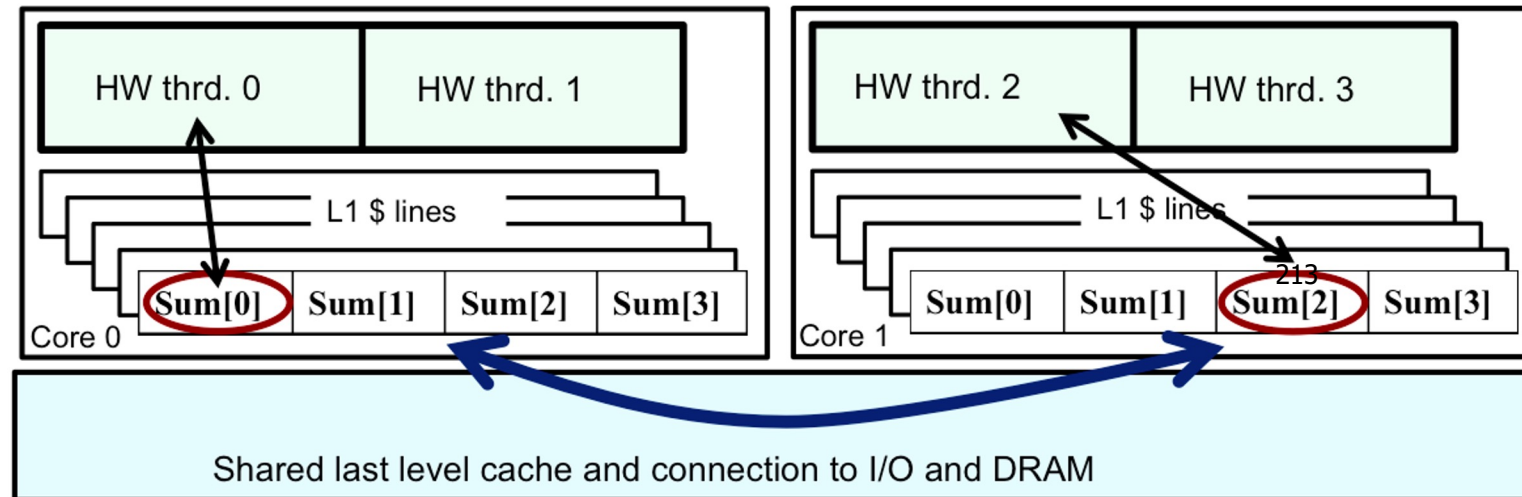 HW thrd. 0
HW thrd. 1
HW thrd. 2
HW thrd. 3
L1 $ lines
L1 $ lines
213
Sum[0] Sum[1] Sum[2] Sum[3]
Sum[0] Sum[1] Sum[2] Sum[3]
Core 0
Core 1
Shared last level cache and connection to I/O and DRAM